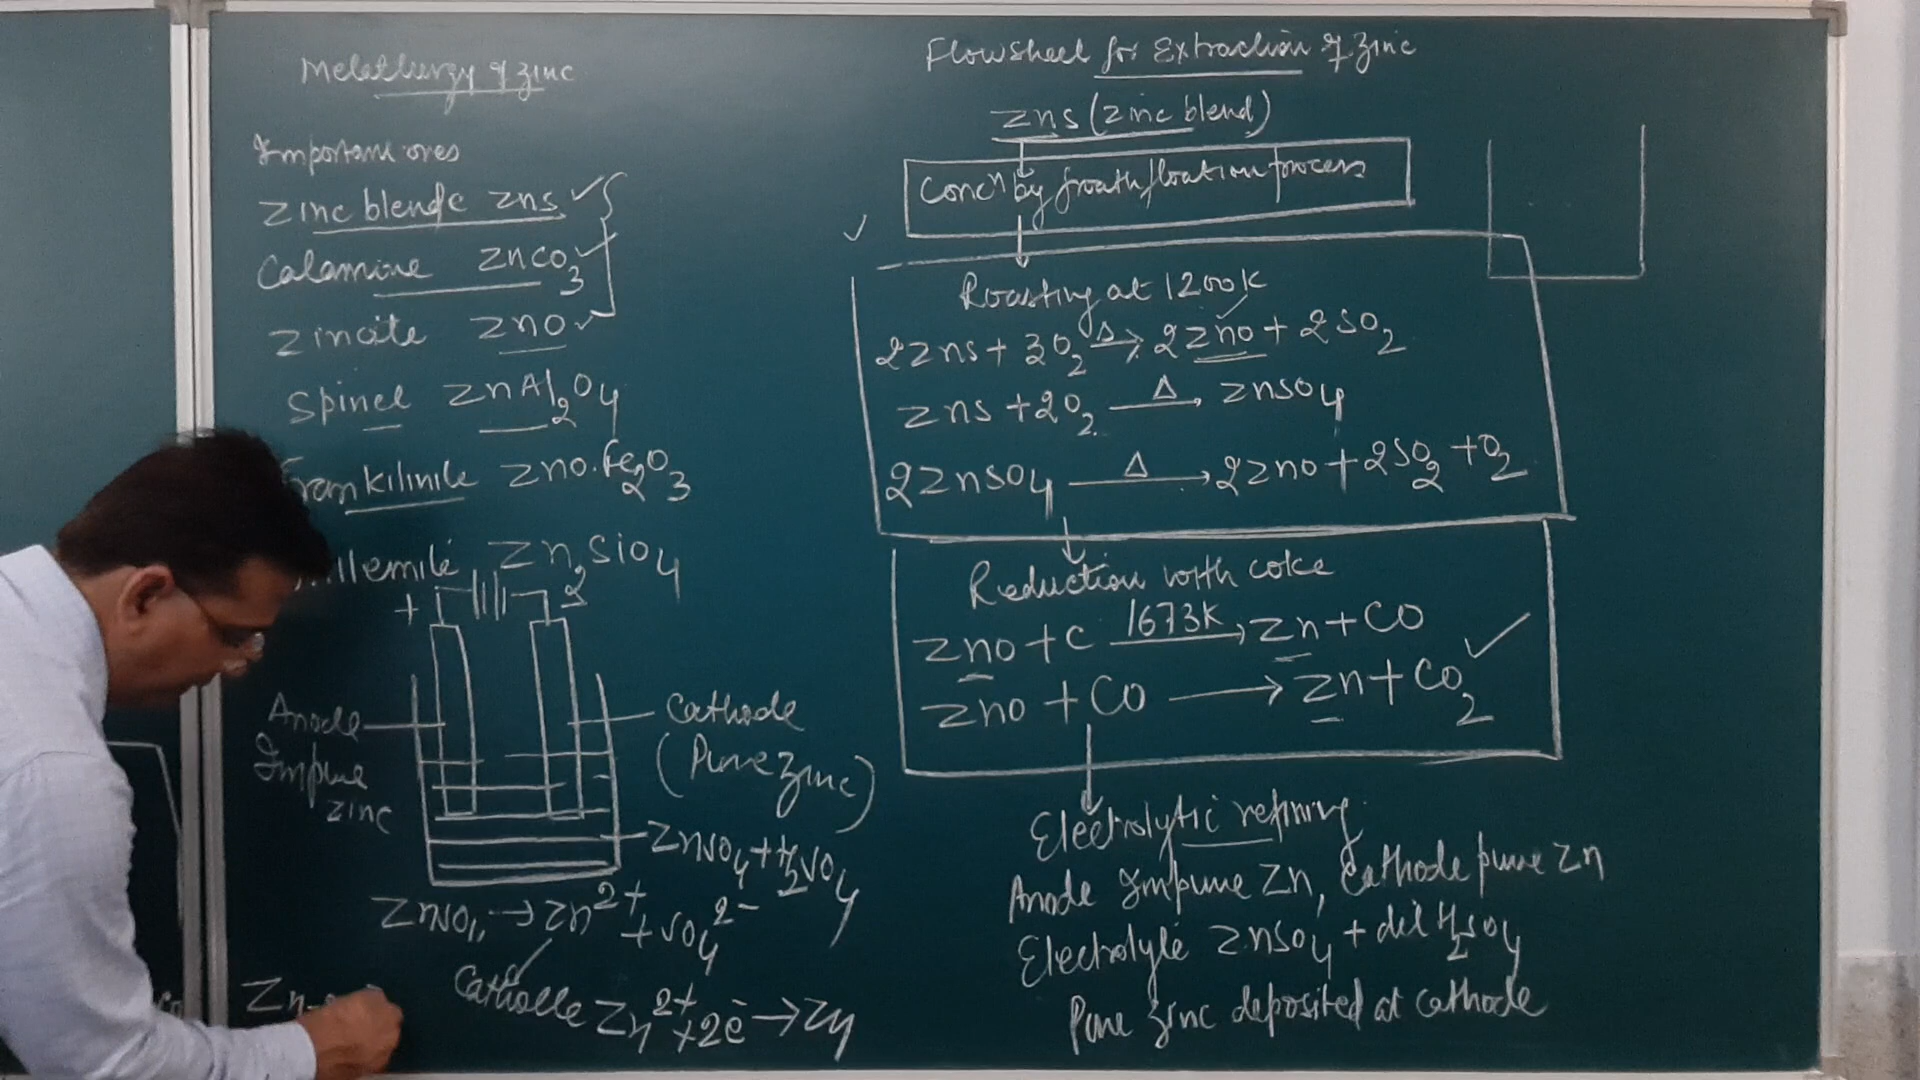 Metallurgy of zinc
Important ores
Zinc blende zns
Calamine ZnCO3
Zincite ZnO
Spinel ZnAl2O4
Frankilinite ZnO.Fe2O3
Zn2SiO4
+
Anode
Impure
zinc
Cathode
(Pure zinc)
ZnSO4 + H2SO4
ZnSO4 → Zn2+ + SO4 2-
Cathode Zn2+ + 2e- → Zn
Zn
Flowsheet for Extraction of Zinc
zns (zinc blend)
Concn by froath floatation process
Roasting at 1200K
2zns + 3O2 Δ→ 2zno + 2SO2
zns + 2O2 Δ→ znso4
2ZnSO4 Δ→ 2zno + 2SO2 + O2
Reduction with coke
zno + C 1673K→ Zn + CO
zno + CO → Zn + CO2
Electrolytic refining
Anode Impure Zn, Cathode pure Zn
Electrolyte ZnSO4 + dil H2SO4
Pure zinc deposited at cathode